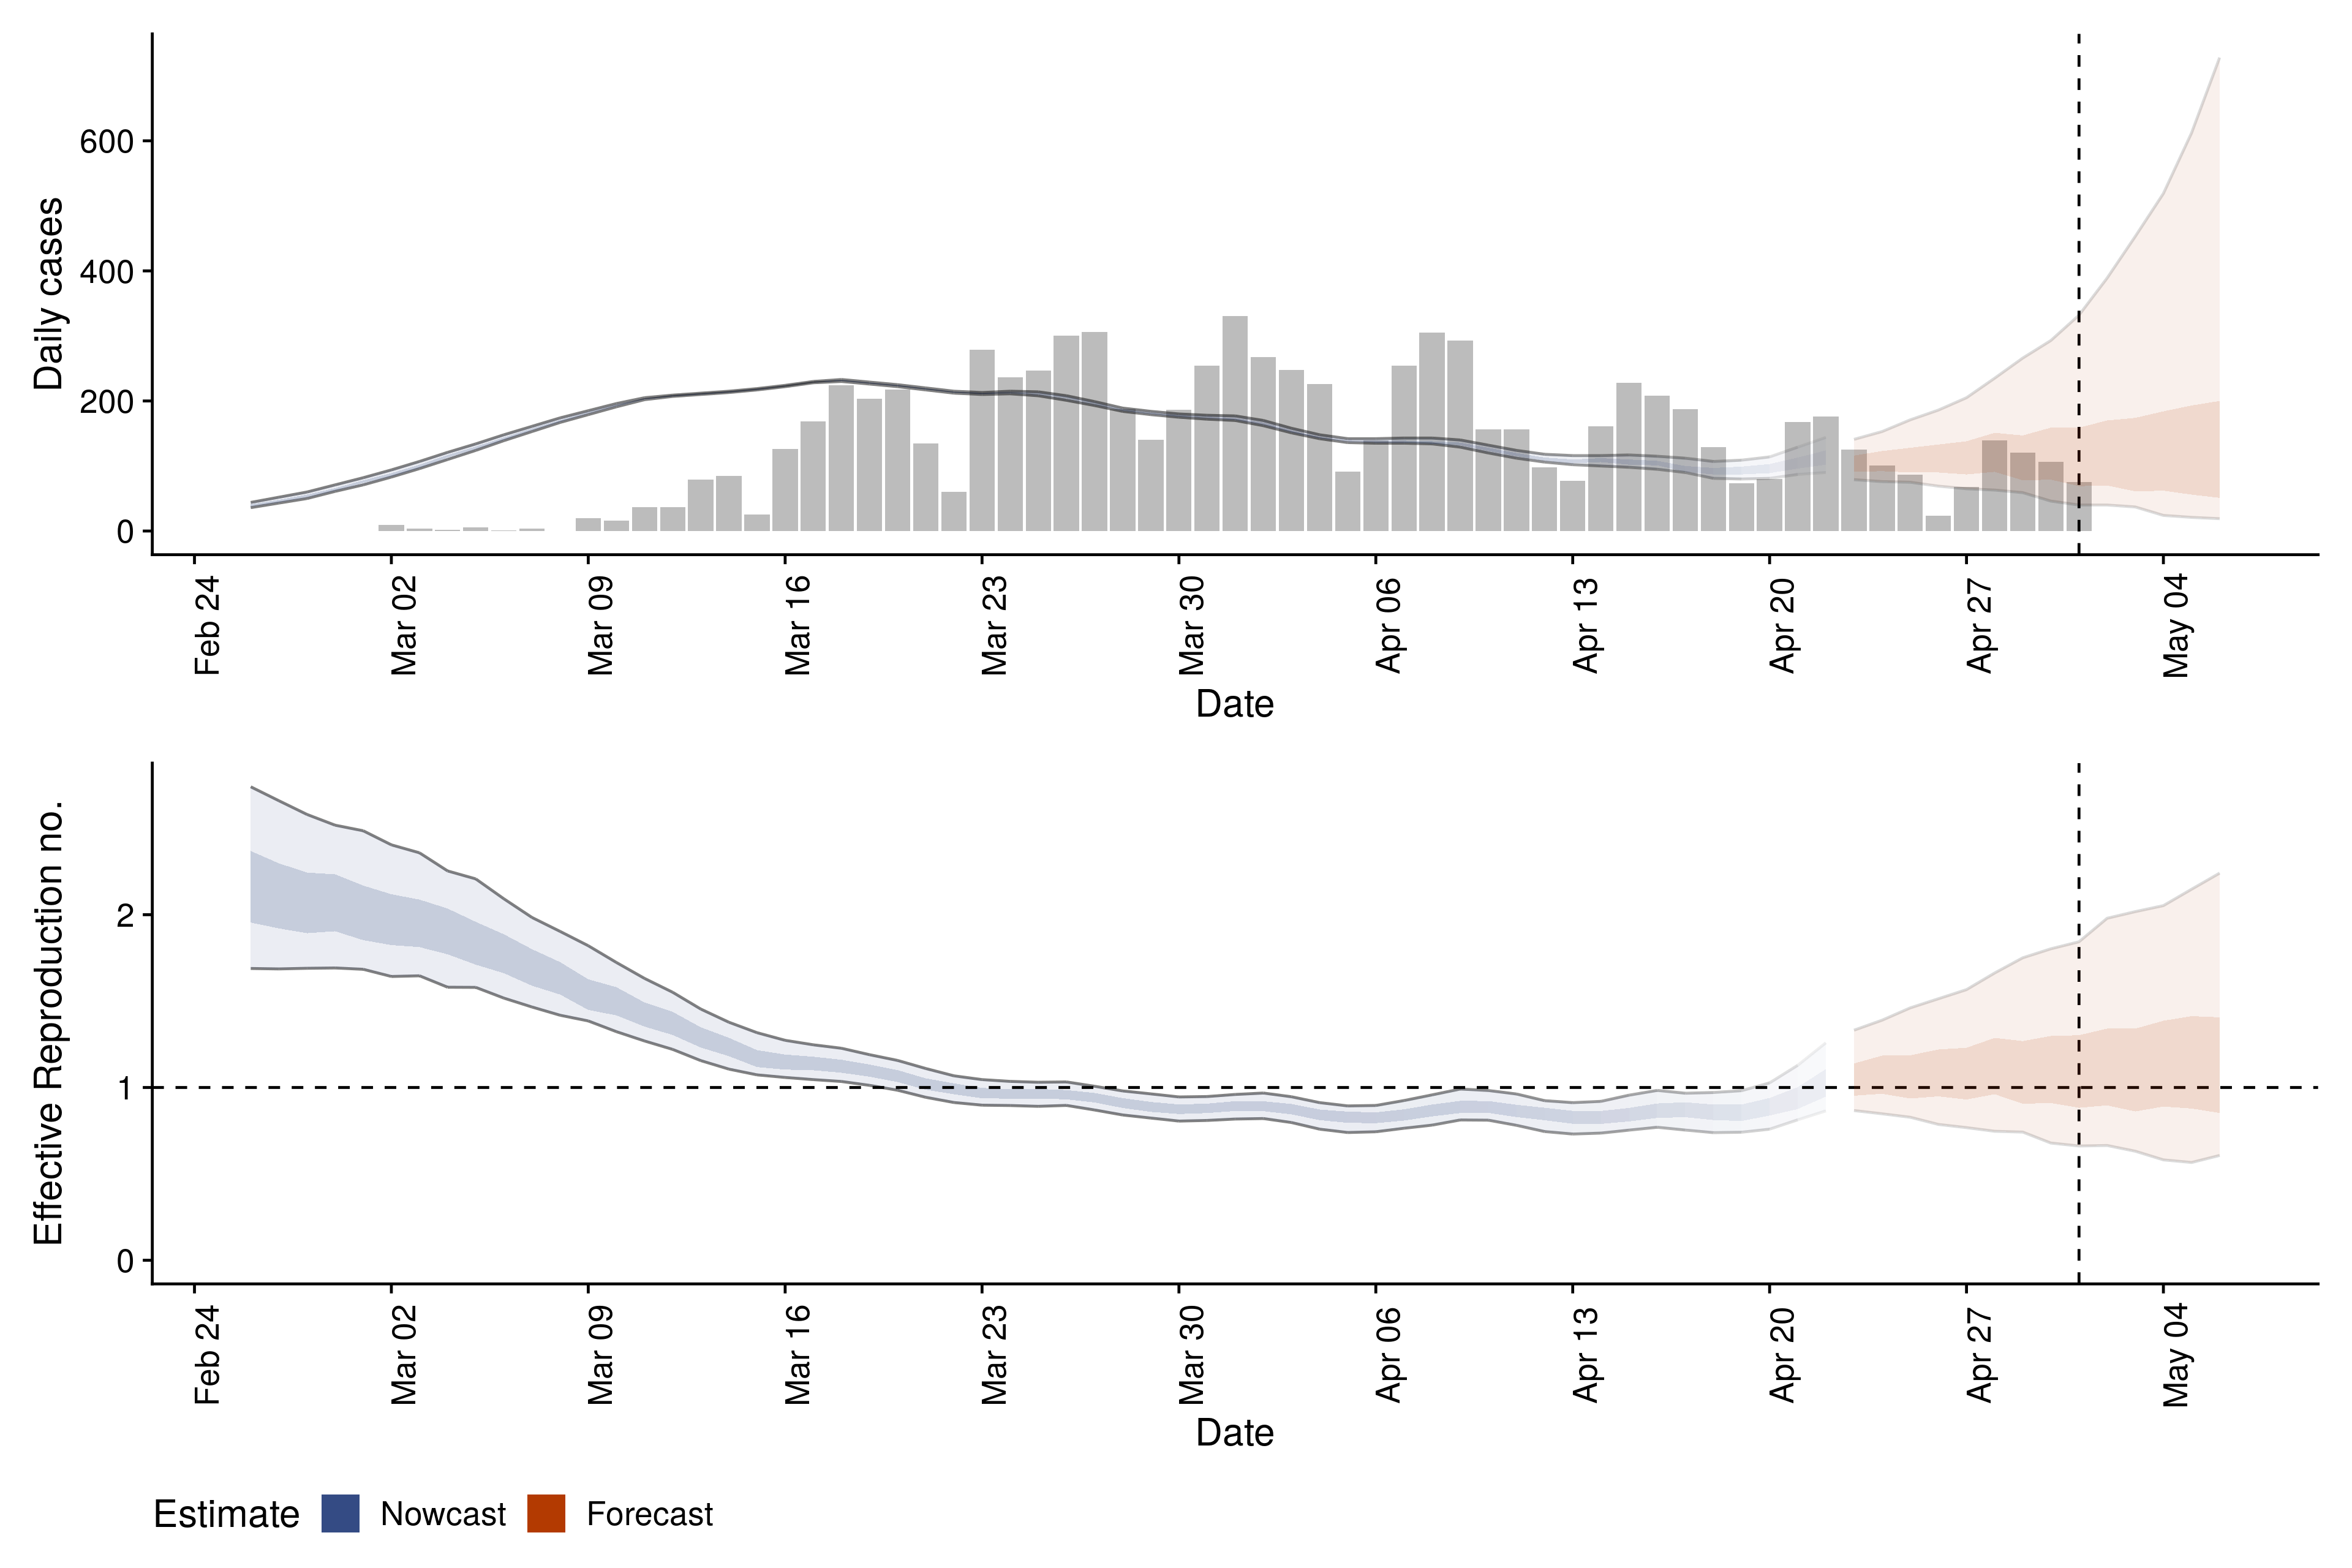 Daily cases
600
400
200
0
Feb 24
Mar 02
Mar 09
Mar 16
Mar 23
Mar 30
Apr 06
Apr 13
Apr 20
Apr 27
May 04
Date
Effective Reproduction no.
2
1
0
Feb 24
Mar 02
Mar 09
Mar 16
Mar 23
Mar 30
Apr 06
Apr 13
Apr 20
Apr 27
May 04
Date
Estimate Nowcast Forecast